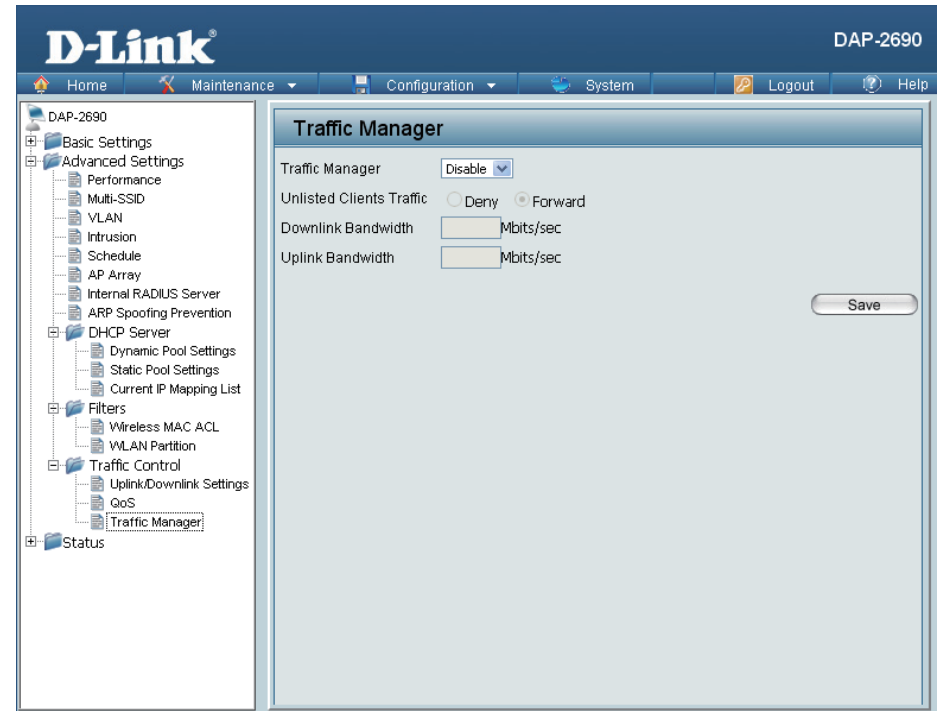 D-Link®
DAP-2690
Home Maintenance Configuration System Logout Help
DAP-2690
Basic Settings
Advanced Settings
Performance
Multi-SSID
VLAN
Intrusion
Schedule
AP Array
Internal RADIUS Server
ARP Spoofing Prevention
DHCP Server
Dynamic Pool Settings
Static Pool Settings
Current IP Mapping List
Filters
Wireless MAC ACL
WLAN Partition
Traffic Control
Uplink/Downlink Settings
QoS
Traffic Manager
Status
Traffic Manager
Traffic Manager Disable
Unlisted Clients Traffic Deny Forward
Downlink Bandwidth Mbits/sec
Uplink Bandwidth Mbits/sec
Save